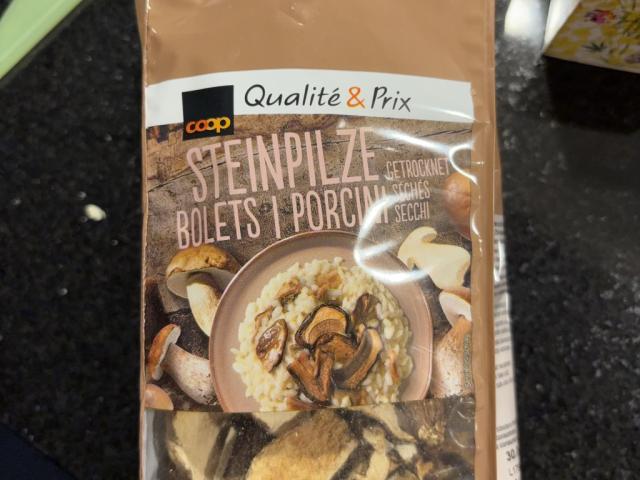 coop
Qualité & Prix
STEINPILZE
BOLETS | PORCINI
GETROCKNET
SÉCHÉS
SECCHI